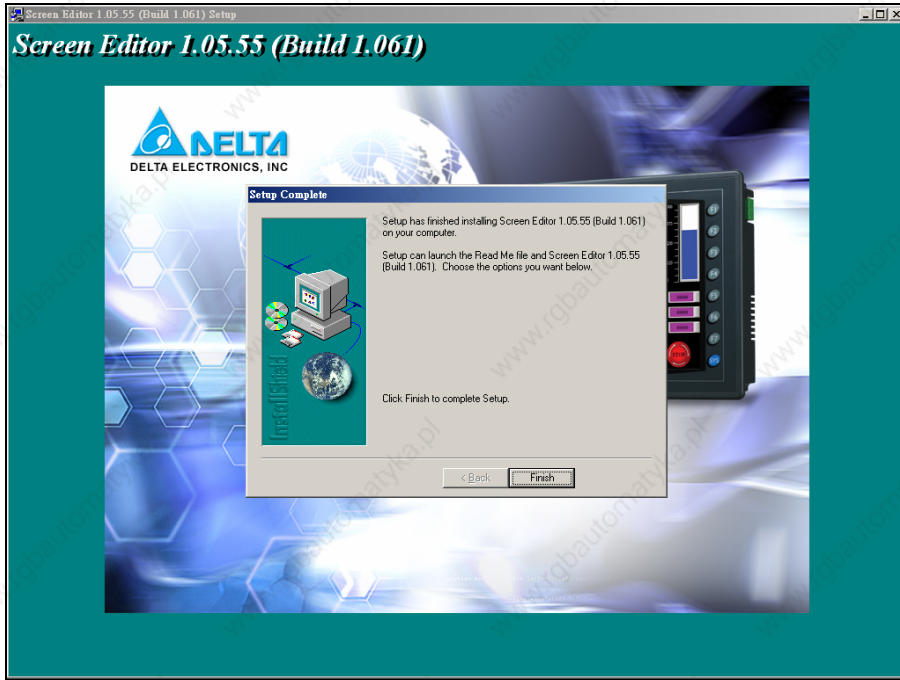 Screen Editor 1.05.55 (Build 1.061) Setup
Screen Editor 1.05.55 (Build 1.061)
DELTA
DELTA ELECTRONICS, INC
Setup Complete
Setup has finished installing Screen Editor 1.05.55 (Build 1.061)
on your computer.
Setup can launch the Read Me file and Screen Editor 1.05.55
(Build 1.061). Choose the options you want below.
InstallShield
STOP
Click Finish to complete Setup.
< Back
Finish
www.rgbautomatyka.pl